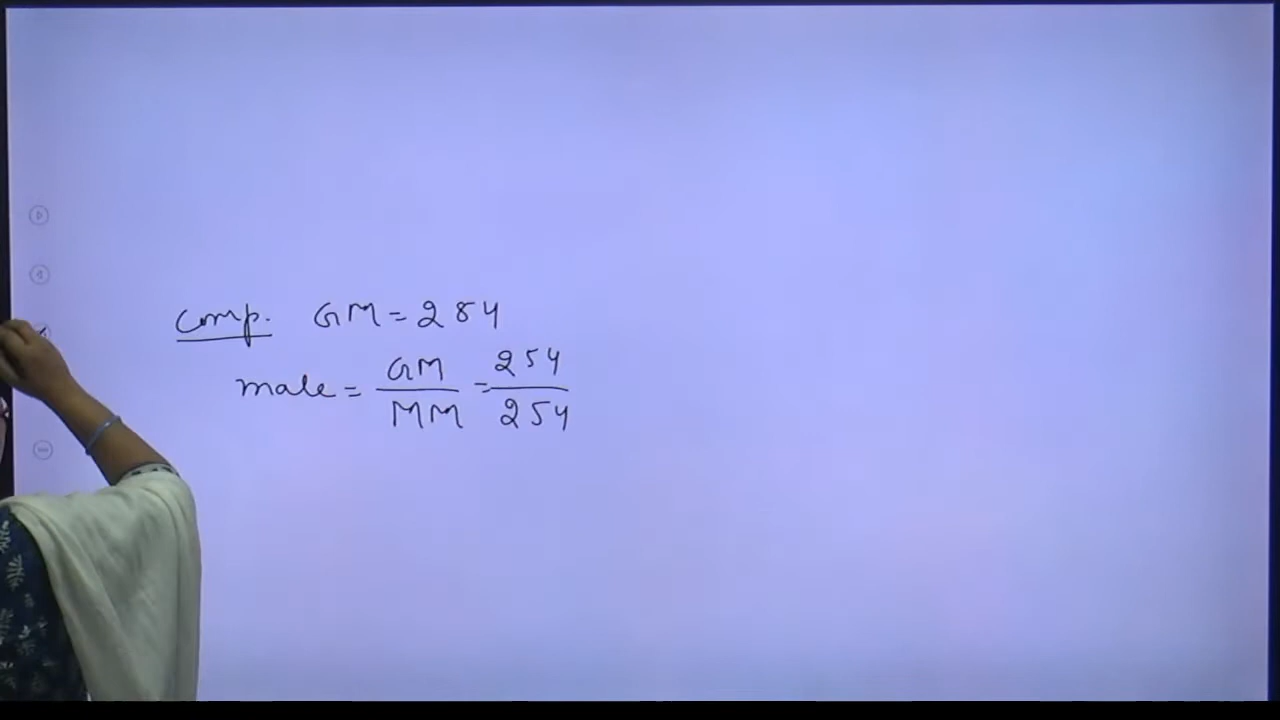 Comp. GM = 284
male = GM/MM = 254/254